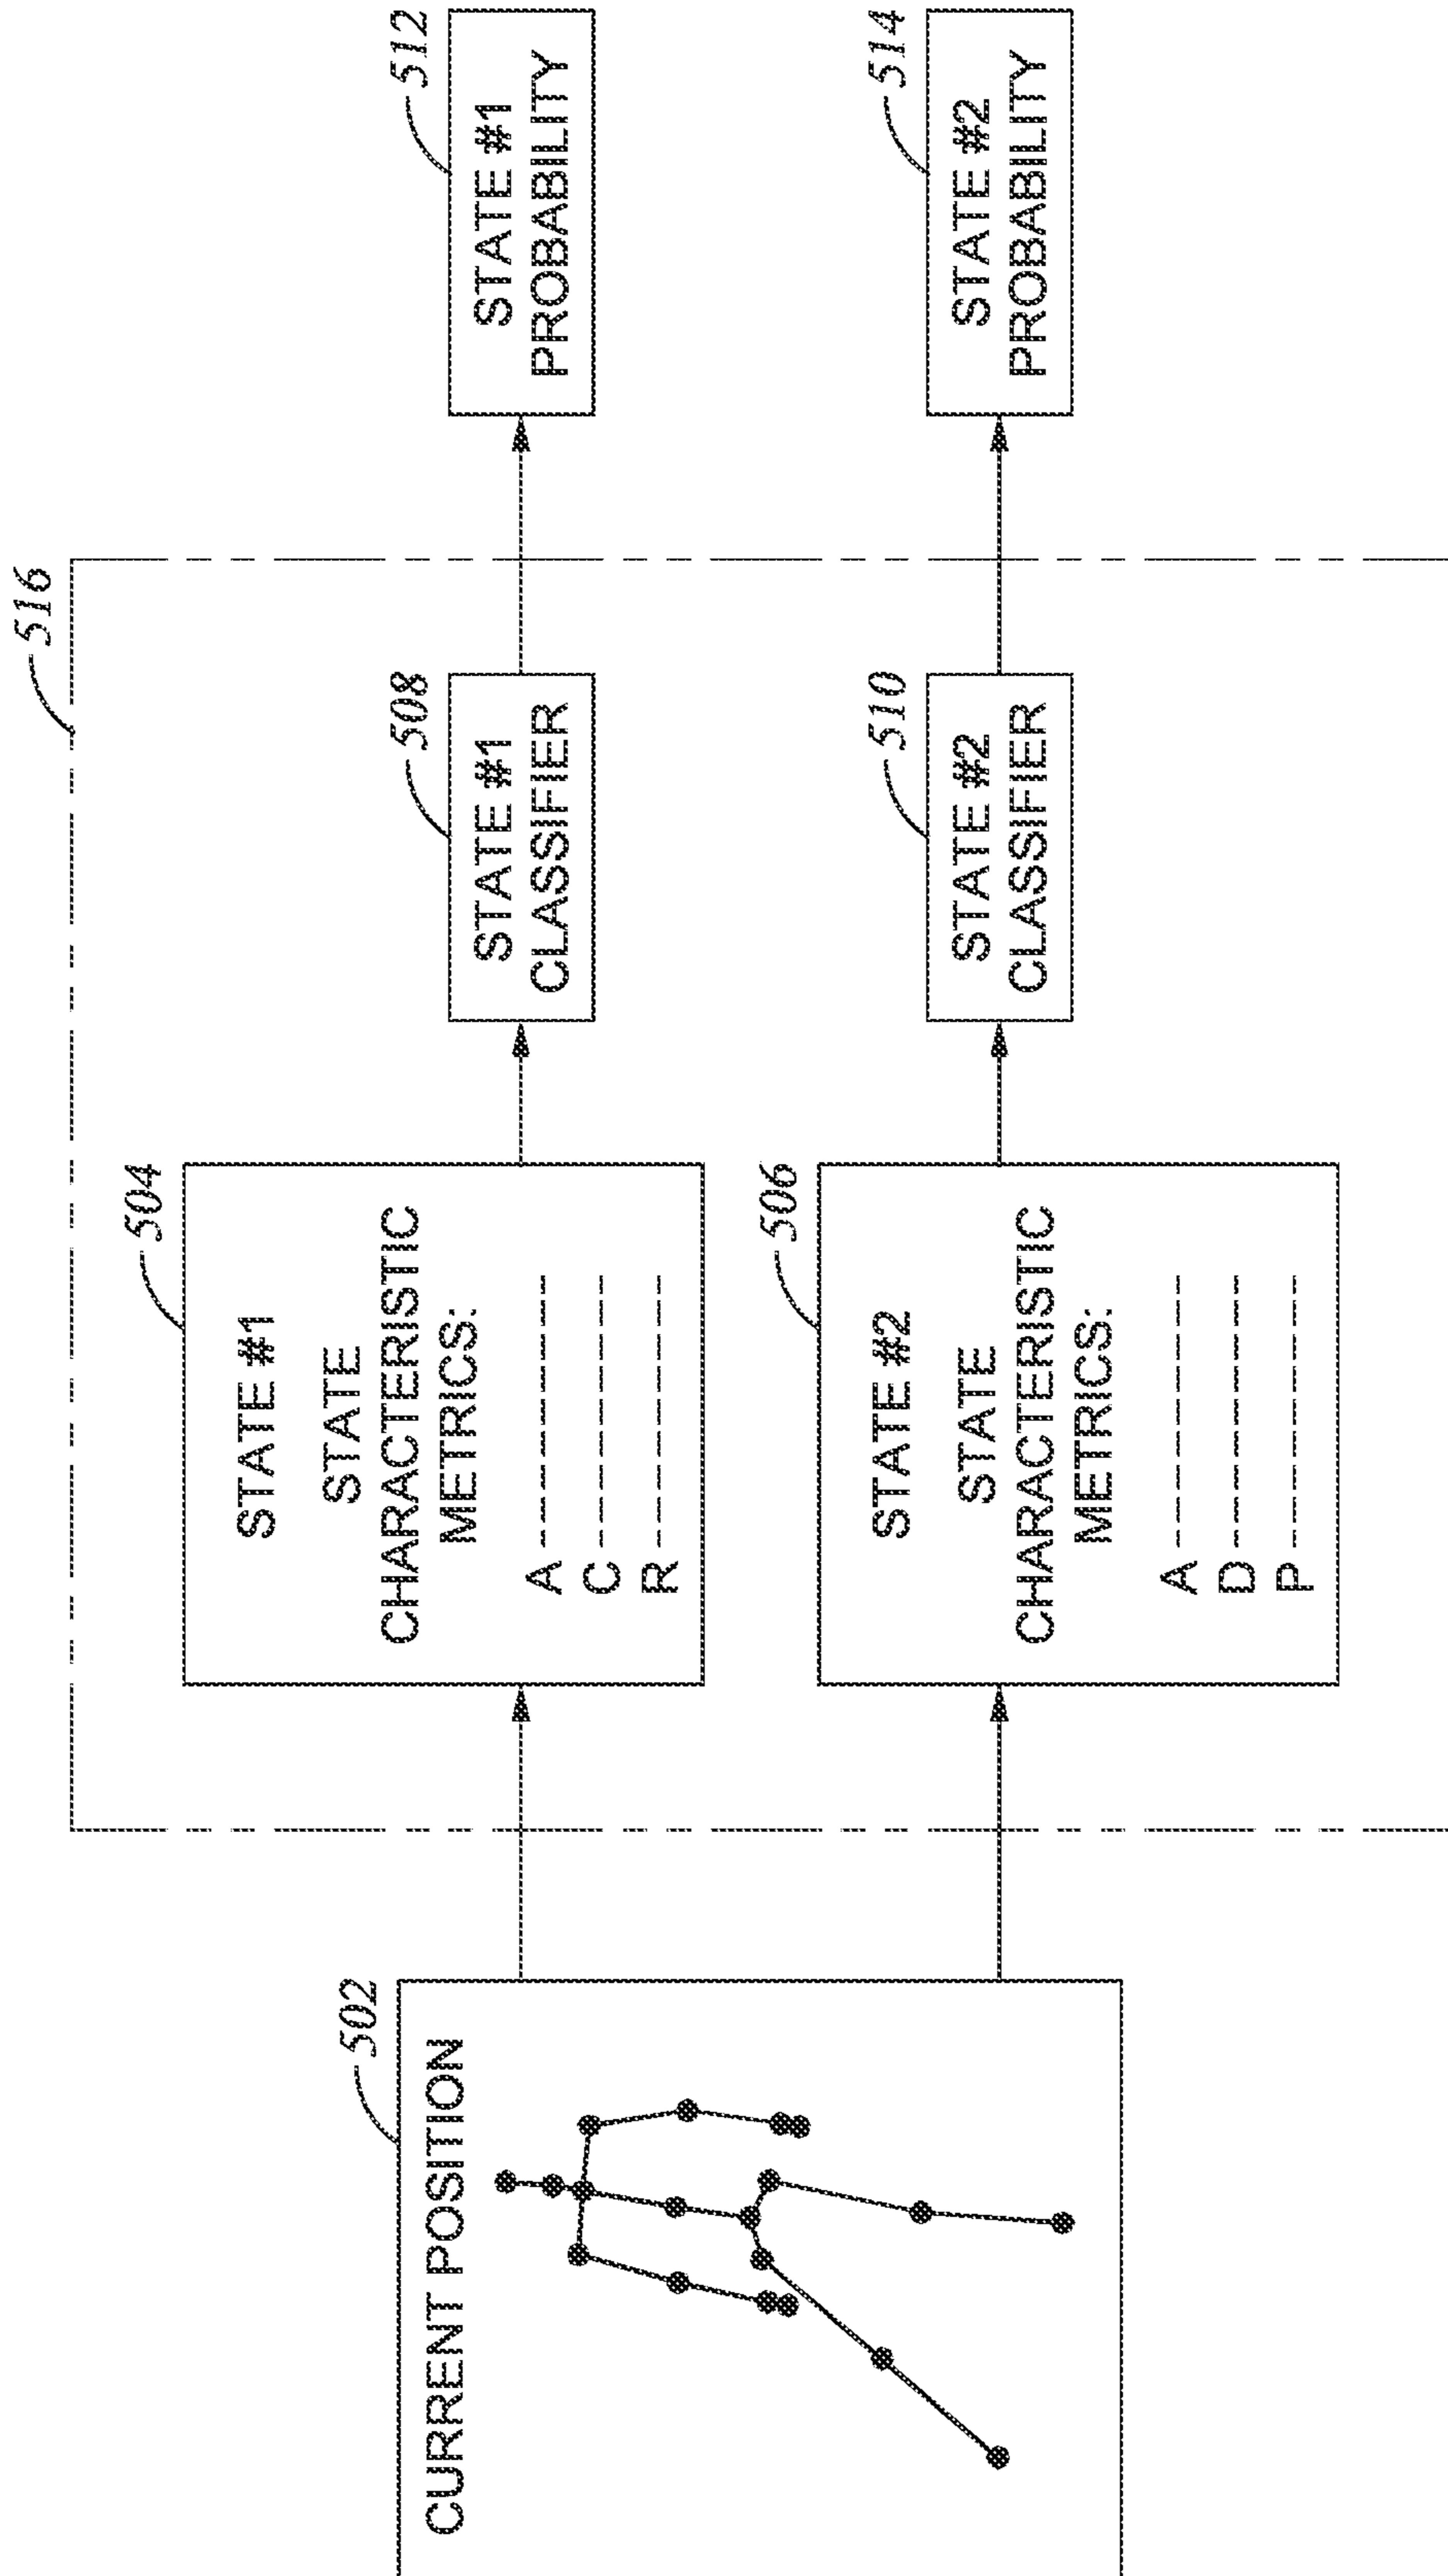 516
502
CURRENT POSITION
504
STATE #1
STATE
CHARACTERISTIC
METRICS:
A
C
R
508
STATE #1
CLASSIFIER
512
STATE #1
PROBABILITY
506
STATE #2
STATE
CHARACTERISTIC
METRICS:
A
D
P
510
STATE #2
CLASSIFIER
514
STATE #2
PROBABILITY